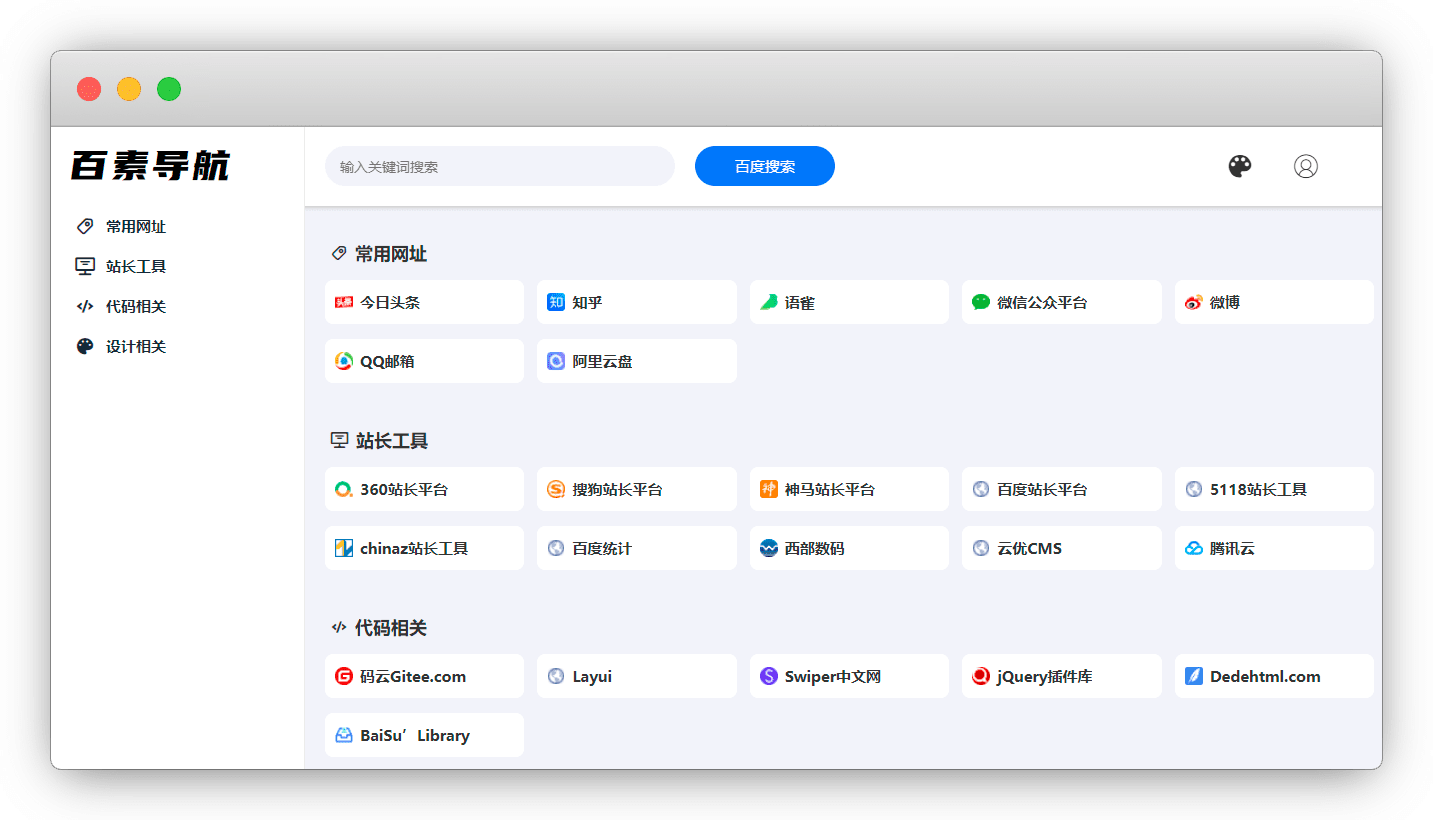 百素导航
常用网址
站长工具
代码相关
设计相关
输入关键词搜索
百度搜索
常用网址
今日头条
知乎
语雀
微信公众平台
微博
QQ邮箱
阿里云盘
站长工具
360站长平台
搜狗站长平台
神马站长平台
百度站长平台
5118站长工具
chinaz站长工具
百度统计
西部数码
云优CMS
腾讯云
代码相关
码云Gitee.com
Layui
Swiper中文网
jQuery插件库
Dedehtml.com
BaiSu’Library